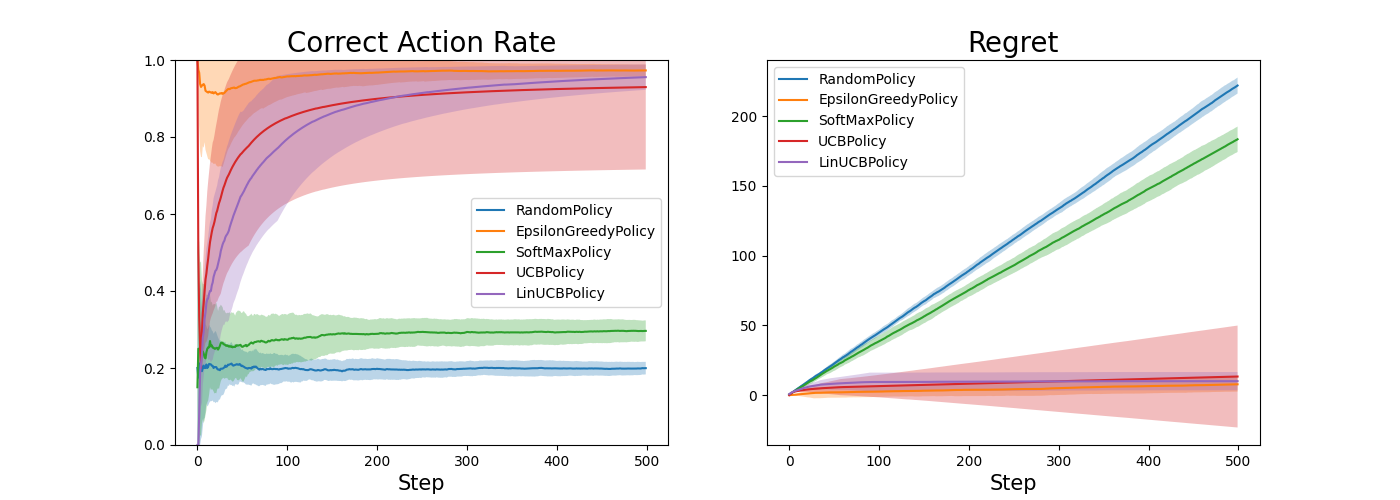 Correct Action Rate
1.0
0.8
0.6
0.4
0.2
0.0
0 100 200 300 400 500
Step
RandomPolicy
EpsilonGreedyPolicy
SoftMaxPolicy
UCBPolicy
LinUCBPolicy
Regret
200
150
100
50
0
0 100 200 300 400 500
Step
RandomPolicy
EpsilonGreedyPolicy
SoftMaxPolicy
UCBPolicy
LinUCBPolicy